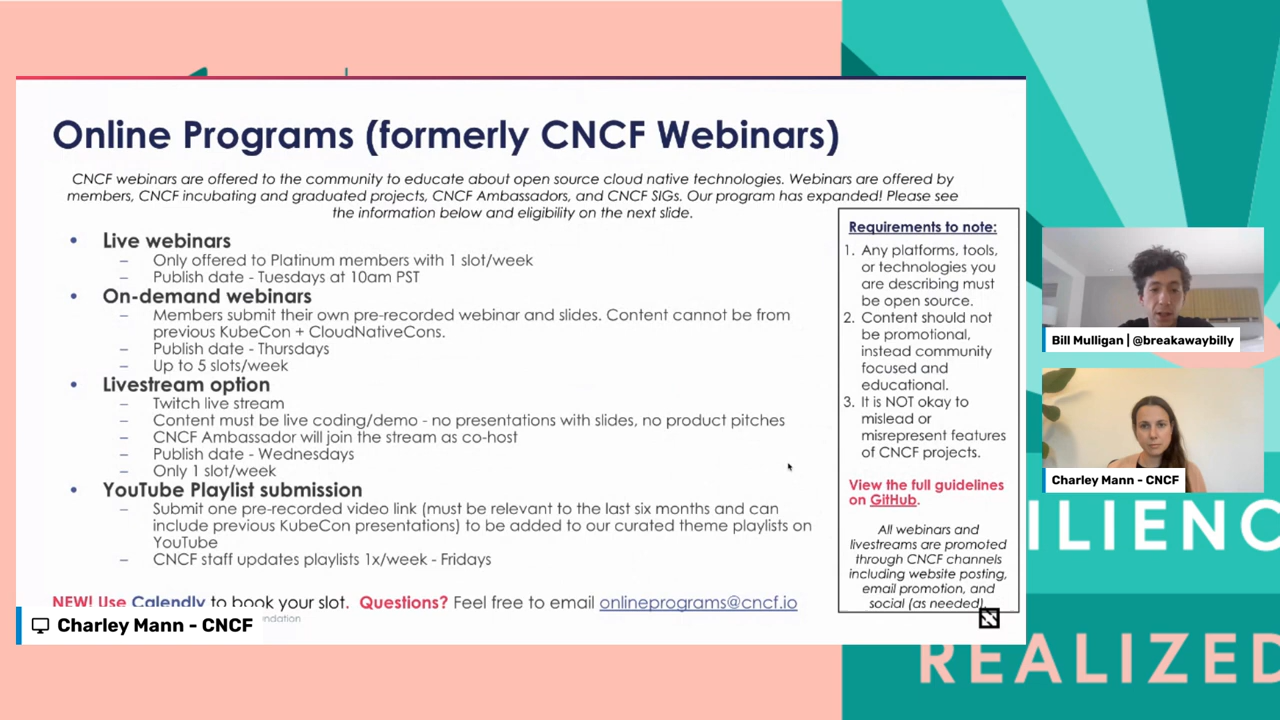 Online Programs (formerly CNCF Webinars)
CNCF webinars are offered to the community to educate about open source cloud native technologies. Webinars are offered by
members, CNCF incubating and graduated projects, CNCF Ambassadors, and CNCF SIGs. Our program has expanded! Please see
the information below and eligibility on the next slide.
• Live webinars
– Only offered to Platinum members with 1 slot/week
– Publish date - Tuesdays at 10am PST
• On-demand webinars
– Members submit their own pre-recorded webinar and slides. Content cannot be from
previous KubeCon + CloudNativeCons.
– Publish date - Thursdays
– Up to 5 slots/week
• Livestream option
– Twitch live stream
– Content must be live coding/demo - no presentations with slides, no product pitches
– CNCF Ambassador will join the stream as co-host
– Publish date - Wednesdays
– Only 1 slot/week
• YouTube Playlist submission
– Submit one pre-recorded video link (must be relevant to the last six months and can
include previous KubeCon presentations) to be added to our curated theme playlists on
YouTube
– CNCF staff updates playlists 1x/week - Fridays
NEW! Use Calendly to book your slot. Questions? Feel free to email onlineprograms@cncf.io
Requirements to note:
1. Any platforms, tools,
or technologies you
are describing must
be open source.
2. Content should not
be promotional,
instead community
focused and
educational.
3. It is NOT okay to
mislead or
misrepresent features
of CNCF projects.
View the full guidelines
on GitHub.
All webinars and
livestreams are promoted
through CNCF channels
including website posting,
email promotion, and
social (as needed).
Charley Mann - CNCF
ndation
Bill Mulligan | @breakawaybilly
Charley Mann - CNCF
ILIENC
REALIZED